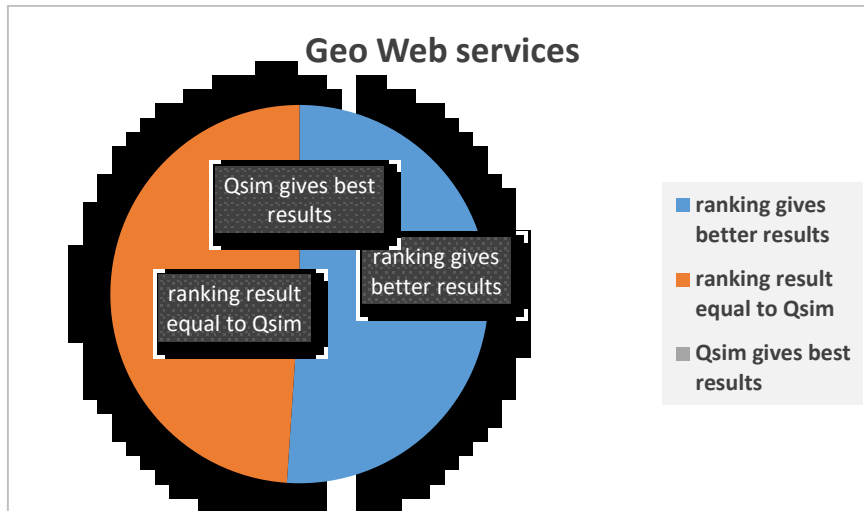 Geo Web services
Qsim gives best
results
ranking gives
better results
ranking result
equal to Qsim
ranking gives
better results
ranking result
equal to Qsim
Qsim gives best
results